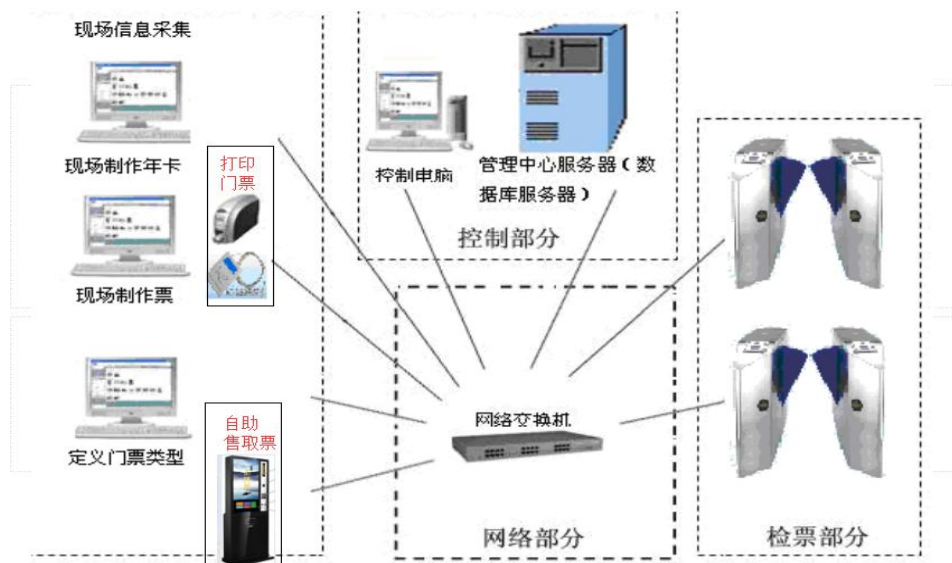 现场信息采集
现场制作年卡
打印
门票
现场制作票
定义门票类型
自助
售取票
控制电脑
管理中心服务器（数
据库服务器）
控制部分
网络交换机
网络部分
检票部分